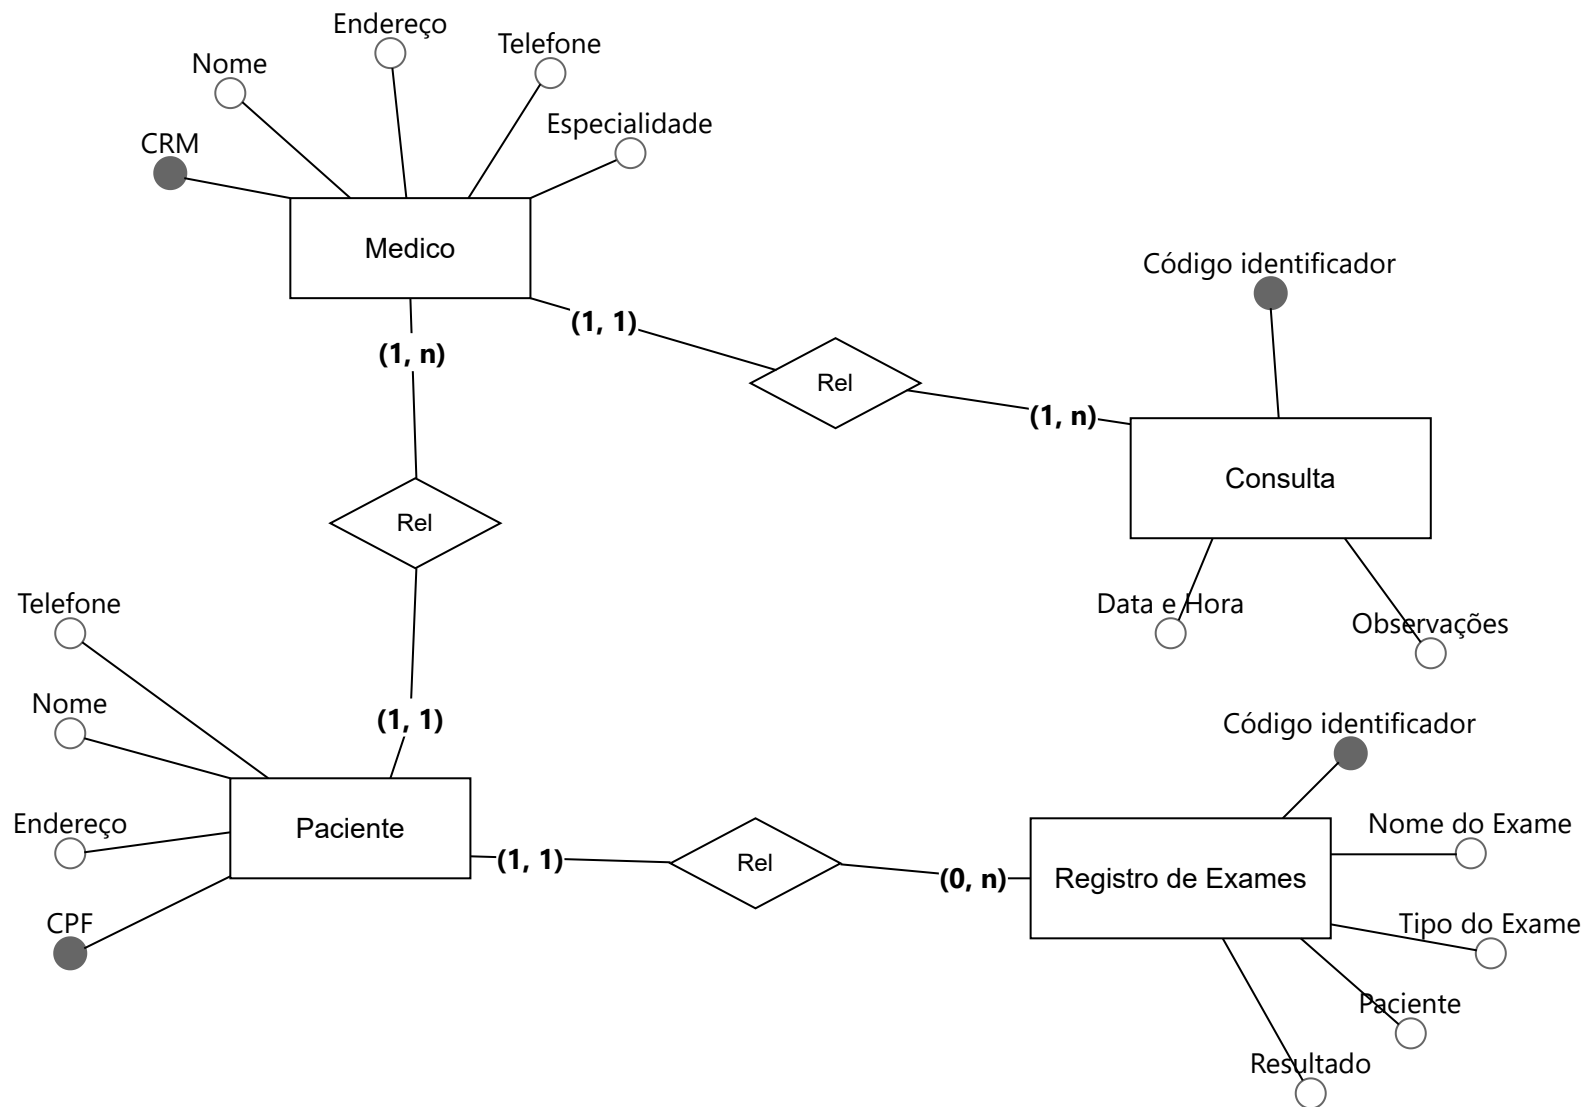 Endereço
Telefone
Nome
Especialidade
CRM
Medico
Código identificador
(1, 1)
(1, n)
Rel
(1, n)
Consulta
Rel
Telefone
Data e Hora
Observações
Nome
(1, 1)
Código identificador
Endereço
Paciente
Nome do Exame
(1, 1)
Rel
(0, n)
Registro de Exames
CPF
Tipo do Exame
Paciente
Resultado